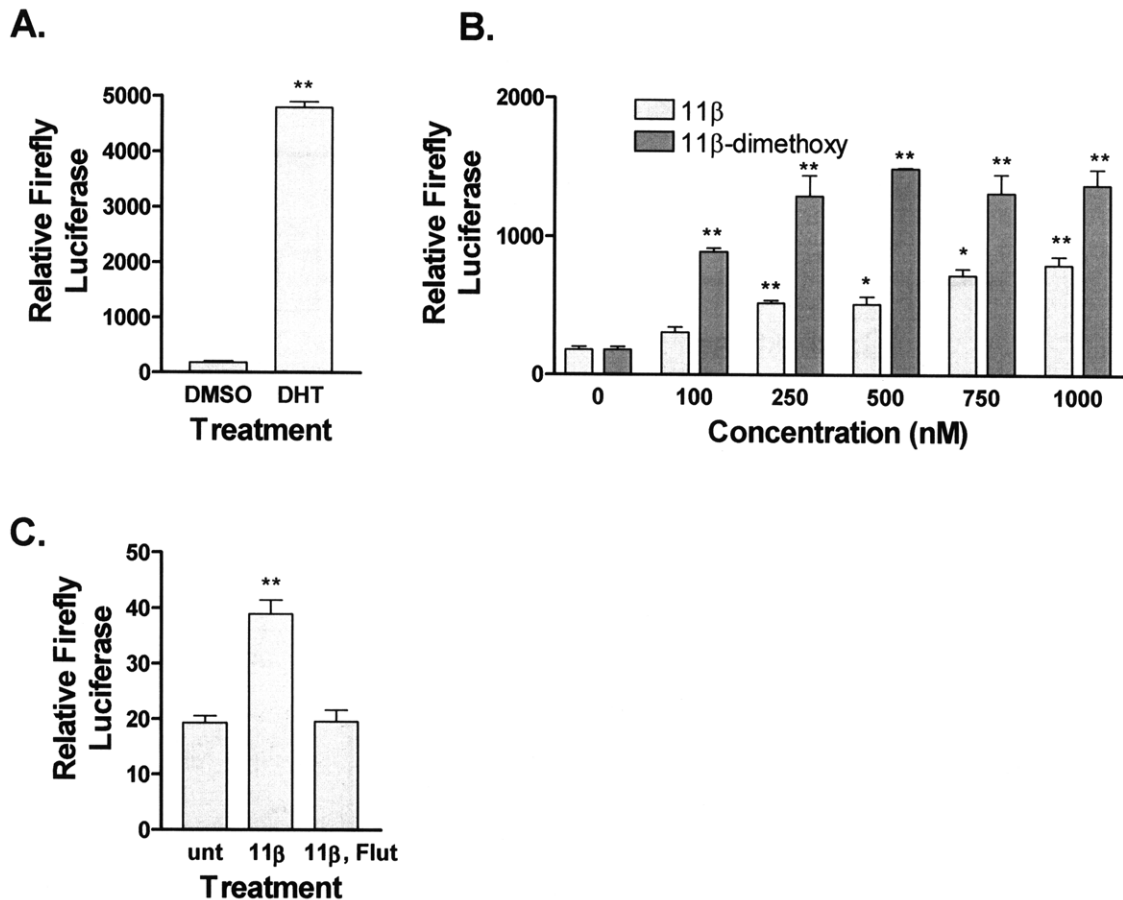 A.
Relative Firefly
Luciferase
5000
4000
3000
2000
1000
0
**
DMSO DHT
Treatment
B.
Relative Firefly
Luciferase
2000
1000
0
11β
11β-dimethoxy
**
** **
* **
* **
** **
0 100 250 500 750 1000
Concentration (nM)
C.
Relative Firefly
Luciferase
50
40
30
20
10
0
**
unt 11β 11β, Flut
Treatment